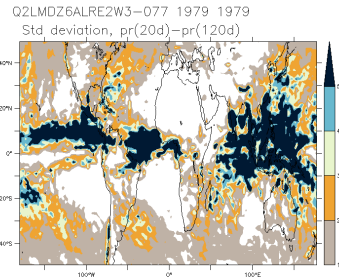 Q2LMDZ6ALRE2W3-077 1979 1979
Std deviation, pr(20d)-pr(120d)
40°N
20°N
0°
20°S
40°S
100°W
0°
100°E
5
4
3
2
1